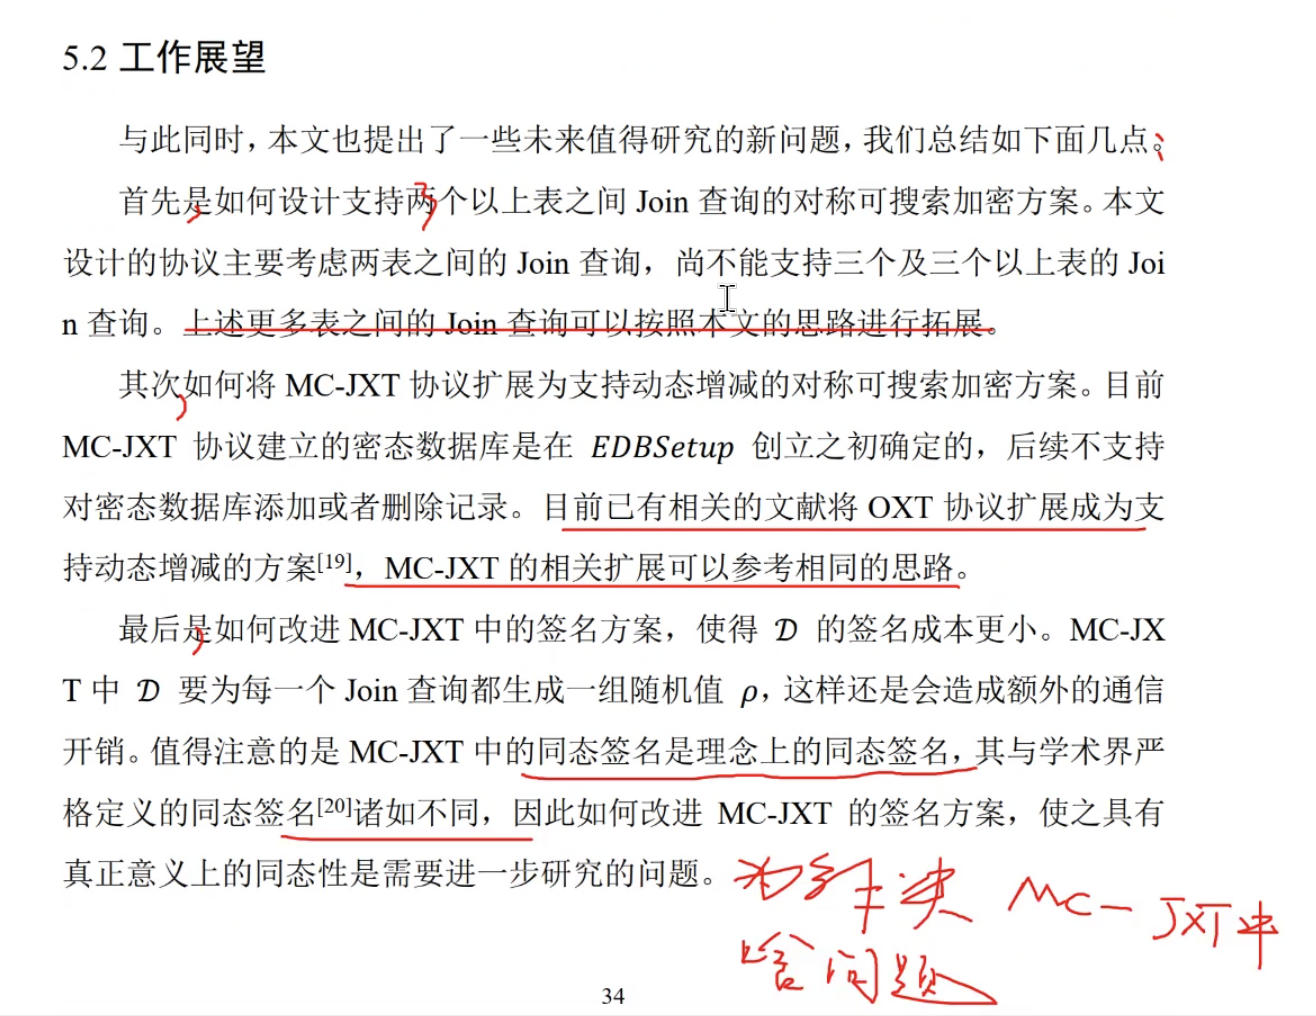 5.2 工作展望
与此同时，本文也提出了一些未来值得研究的新问题，我们总结如下面几点。
首先是如何设计支持两个以上表之间 Join 查询的对称可搜索加密方案。本文
设计的协议主要考虑两表之间的 Join 查询，尚不能支持三个及三个以上表的 Joi
n 查询。上述更多表之间的 Join 查询可以按照本文的思路进行拓展。
其次如何将 MC-JXT 协议扩展为支持动态增减的对称可搜索加密方案。目前
MC-JXT 协议建立的密态数据库是在 EDBSetup 创立之初确定的，后续不支持
对密态数据库添加或者删除记录。目前已有相关的文献将 OXT 协议扩展成为支
持动态增减的方案[19]，MC-JXT 的相关扩展可以参考相同的思路。
最后是如何改进 MC-JXT 中的签名方案，使得 𝒟 的签名成本更小。MC-JX
T 中 𝒟 要为每一个 Join 查询都生成一组随机值 ρ，这样还是会造成额外的通信
开销。值得注意的是 MC-JXT 中的同态签名是理念上的同态签名，其与学术界严
格定义的同态签名[20]诸如不同，因此如何改进 MC-JXT 的签名方案，使之具有
真正意义上的同态性是需要进一步研究的问题。
为解决 MC-JXT中
啥问题
34